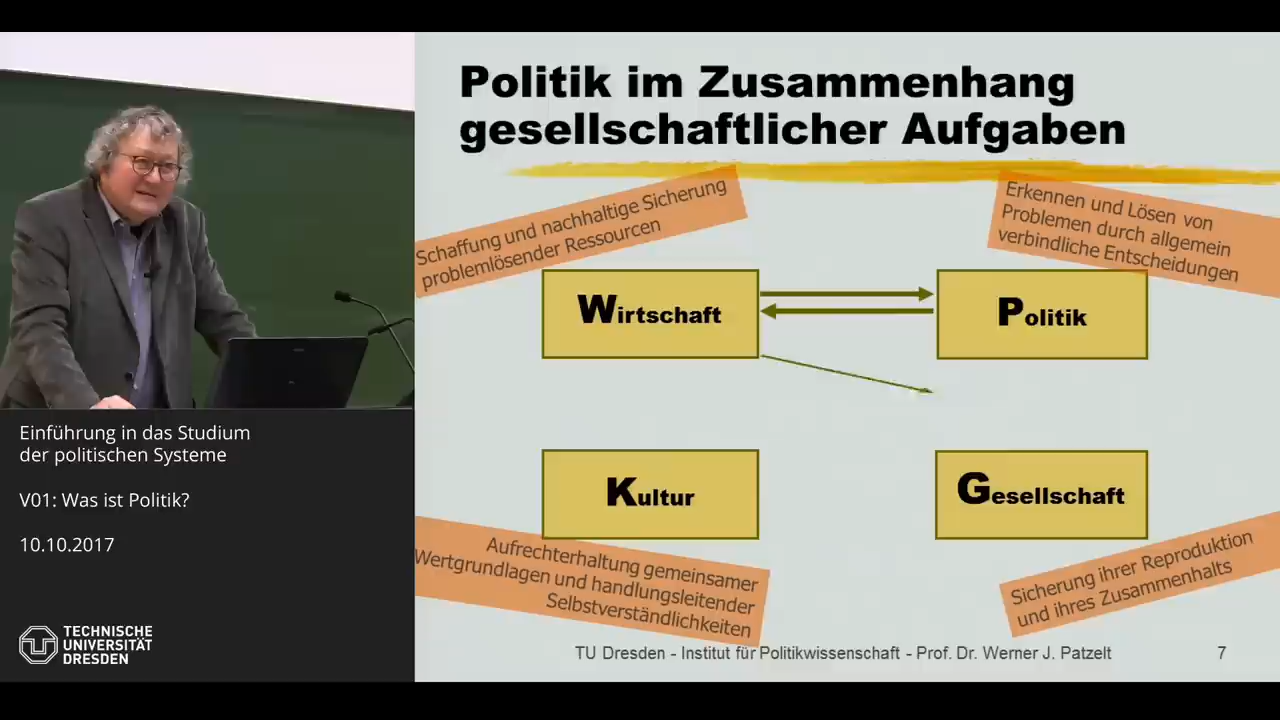 Politik im Zusammenhang
gesellschaftlicher Aufgaben
Schaffung und nachhaltige Sicherung
problemlösender Ressourcen
Erkennen und Lösen von
Problemen durch allgemein
verbindliche Entscheidungen
Wirtschaft
Politik
Kultur
Gesellschaft
Aufrechterhaltung gemeinsamer
Wertgrundlagen und handlungsleitender
Selbstverständlichkeiten
Sicherung ihrer Reproduktion
und ihres Zusammenhalts
TU Dresden - Institut für Politikwissenschaft - Prof. Dr. Werner J. Patzelt
7
Einführung in das Studium
der politischen Systeme
V01: Was ist Politik?
10.10.2017
TECHNISCHE
UNIVERSITÄT
DRESDEN